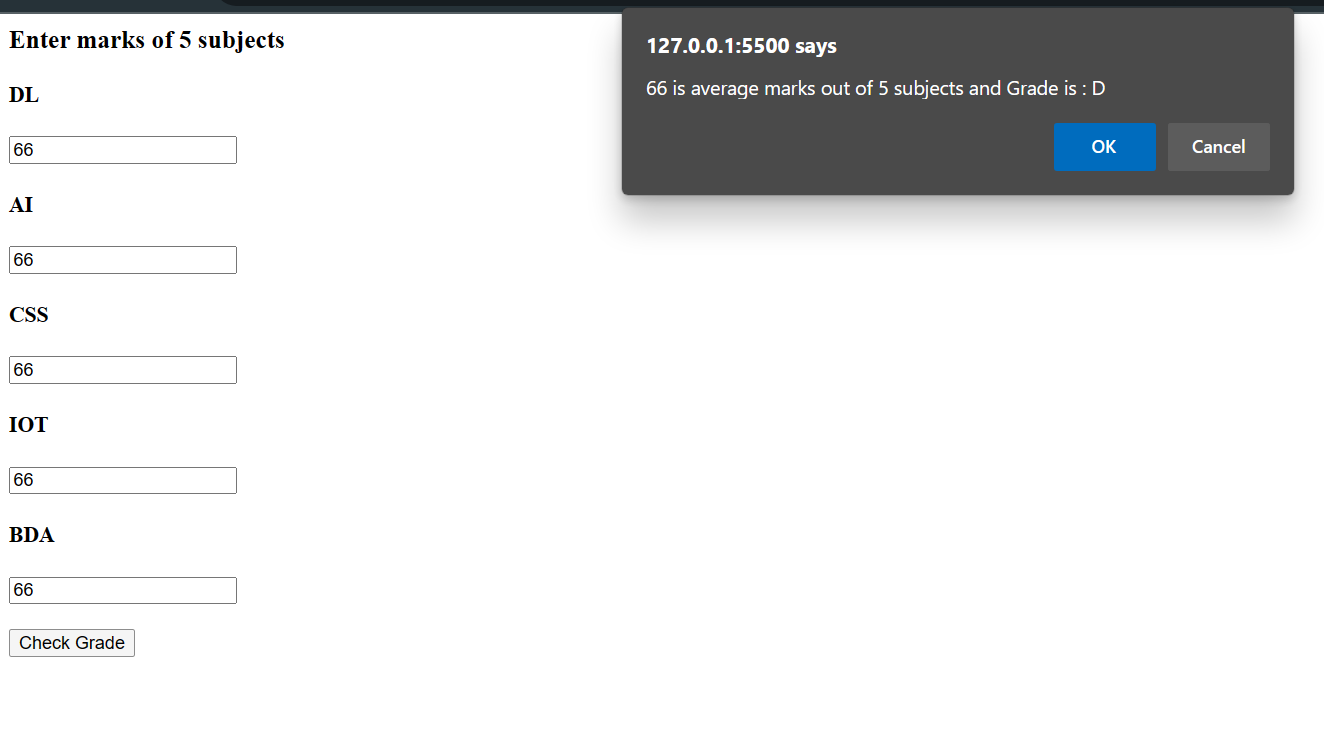 Enter marks of 5 subjects
127.0.0.1:5500 says
66 is average marks out of 5 subjects and Grade is : D
OK
Cancel
DL
66
AI
66
CSS
66
IOT
66
BDA
66
Check Grade